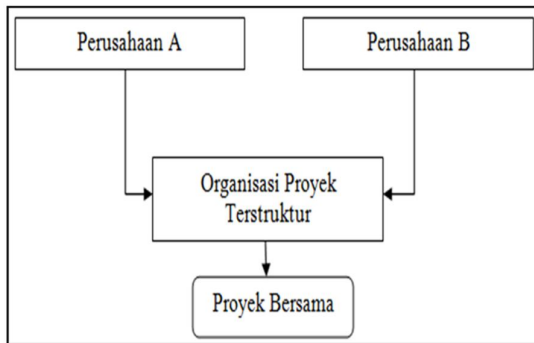 Perusahaan A
Perusahaan B
Organisasi Proyek
Terstruktur
Proyek Bersama